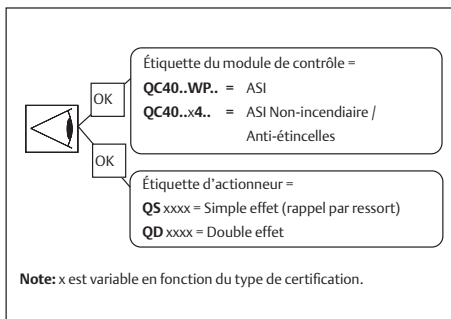 Étiquette du module de contrôle =
QC40..WP.. = ASI
OK
QC40..x4.. = ASI Non-incendiaire /
Anti-étincelles
OK
Étiquette d'actionneur =
QS xxxx = Simple effet (rappel par ressort)
QD xxxx = Double effet
Note: x est variable en fonction du type de certification.